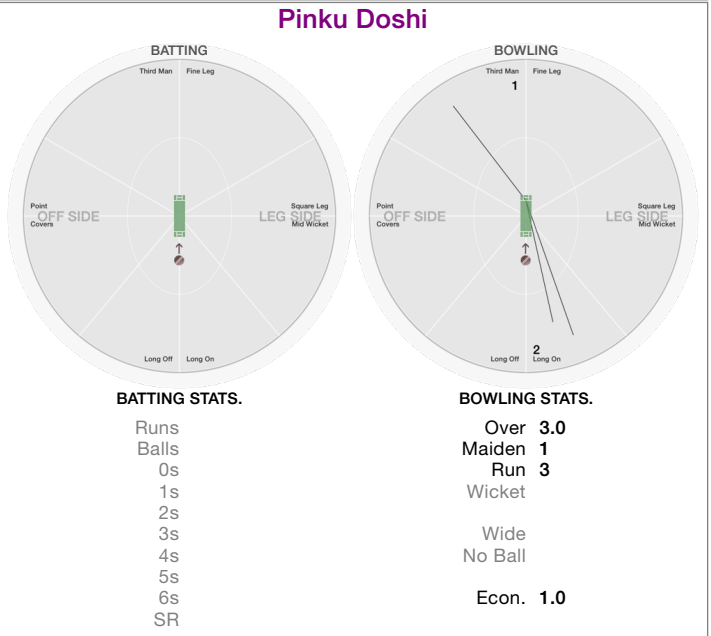 Pinku Doshi
BATTING
Third Man Fine Leg
Point
OFF SIDE
Covers
Square Leg
LEG SIDE
Mid Wicket
Long Off Long On
BATTING STATS.
Runs
Balls
0s
1s
2s
3s
4s
5s
6s
SR
BOWLING
Third Man Fine Leg
1
Point
OFF SIDE
Covers
Square Leg
LEG SIDE
Mid Wicket
2
Long Off Long On
BOWLING STATS.
Over 3.0
Maiden 1
Run 3
Wicket
Wide
No Ball
Econ. 1.0